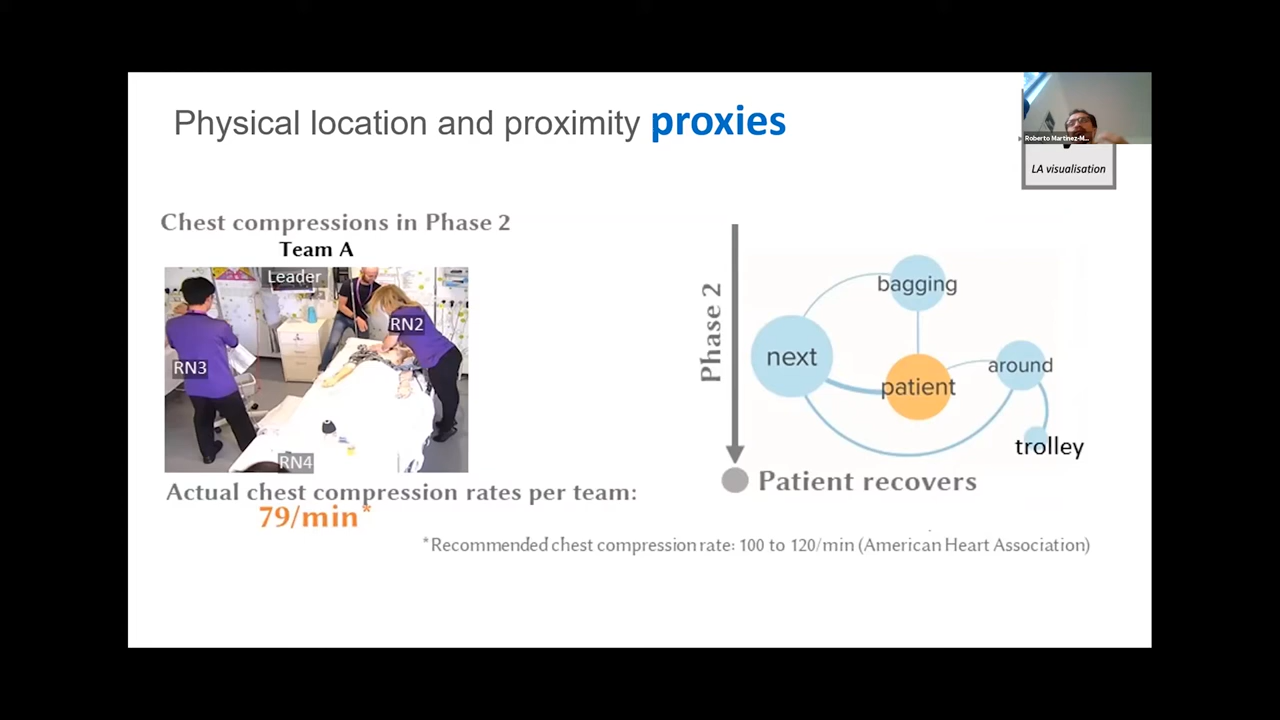 Physical location and proximity proxies
Roberto Martinez-M...
LA visualisation
Chest compressions in Phase 2
Team A
Leader
RN2
RN3
RN4
Actual chest compression rates per team:
79/min*
Phase 2
bagging
next
patient
around
trolley
Patient recovers
*Recommended chest compression rate: 100 to 120/min (American Heart Association)